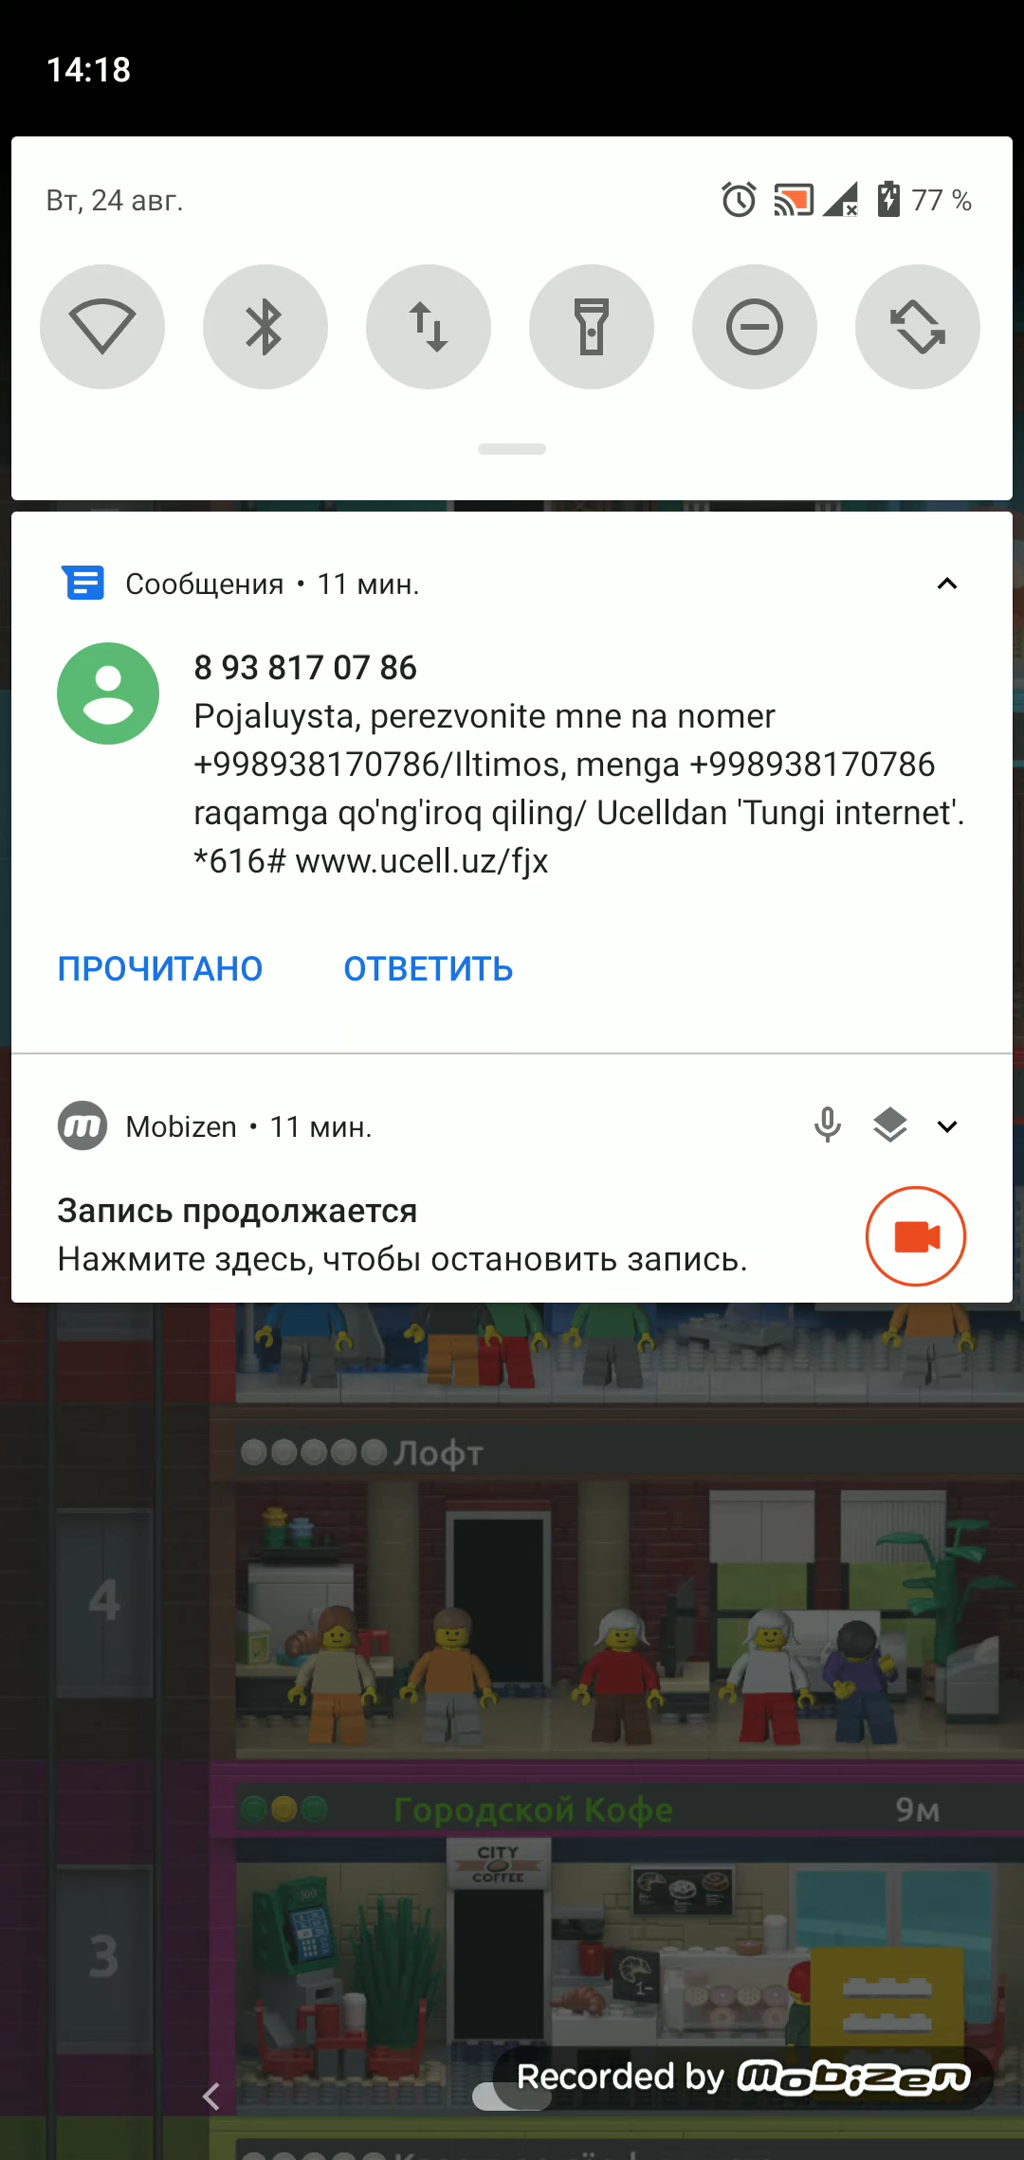 14:18
Вт, 24 авг.
77 %
Сообщения • 11 мин.
8 93 817 07 86
Pojaluysta, perezvonite mne na nomer
+998938170786/Iltimos, menga +998938170786
raqamga qo'ng'iroq qiling/ Ucelldan 'Tungi internet'.
*616# www.ucell.uz/fjx
ПРОЧИТАНО ОТВЕТИТЬ
Mobizen • 11 мин.
Запись продолжается
Нажмите здесь, чтобы остановить запись.
Лофт
4
Городской Кофе 9м
CITY
COFFEE
3
Recorded by mobizen